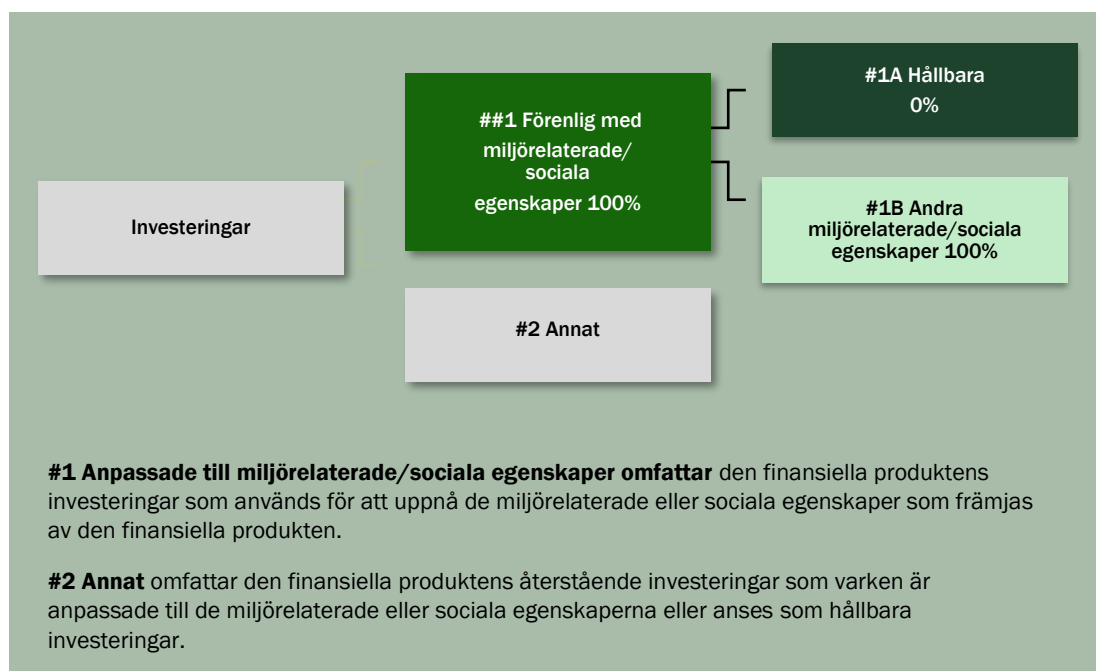 #1A Hållbara
0%
##1 Förenlig med
miljörelaterade/
sociala
egenskaper 100%
Investeringar
#1B Andra
miljörelaterade/sociala
egenskaper 100%
#2 Annat
#1 Anpassade till miljörelaterade/sociala egenskaper omfattar den finansiella produktens
investeringar som används för att uppnå de miljörelaterade eller sociala egenskaper som främjas
av den finansiella produkten.
#2 Annat omfattar den finansiella produktens återstående investeringar som varken är
anpassade till de miljörelaterade eller sociala egenskaperna eller anses som hållbara
investeringar.